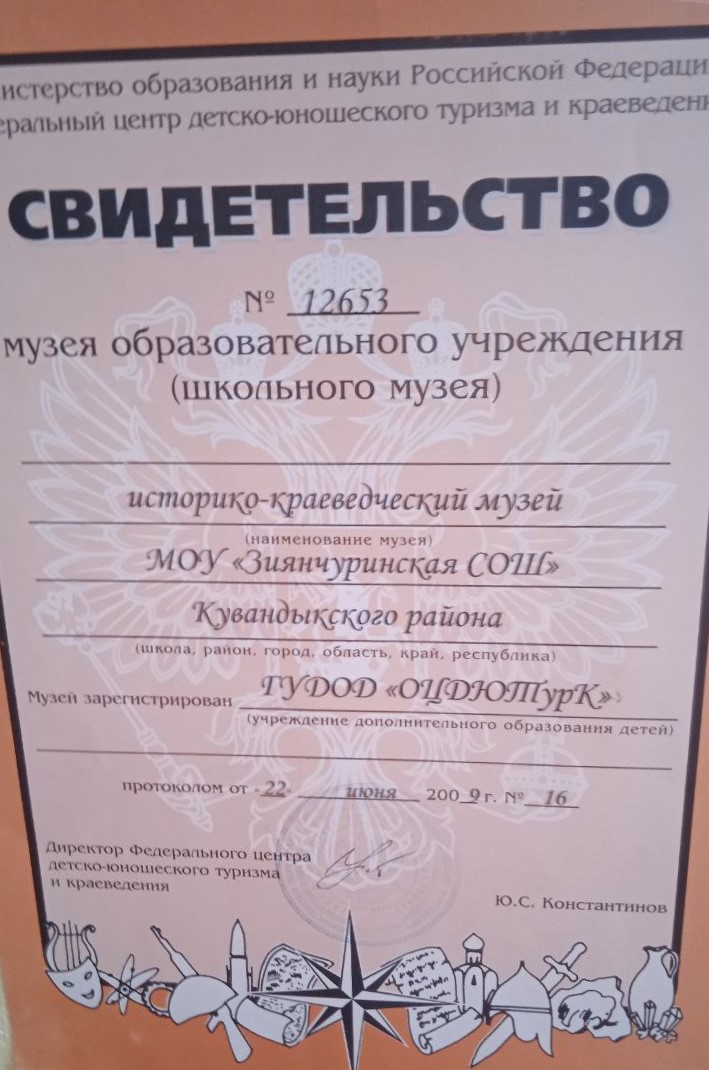 истерство образования и науки Российской Федераци
еральный центр детско-юношеского туризма и краеведени
СВИДЕТЕЛЬСТВО
№ 12653
музея образовательного учреждения
(школьного музея)
историко-краеведческий музей
(наименование музея)
МОУ «Зиянчуринская СОШ»
Кувандыкского района
(школа, район, город, область, край, республика)
Музей зарегистрирован ГУДОД «ОЦДЮТурК»
(учреждение дополнительного образования детей)
протоколом от «22» июня 2009 г. № 16
Директор Федерального центра
детско-юношеского туризма
и краеведения
Ю.С. Константинов